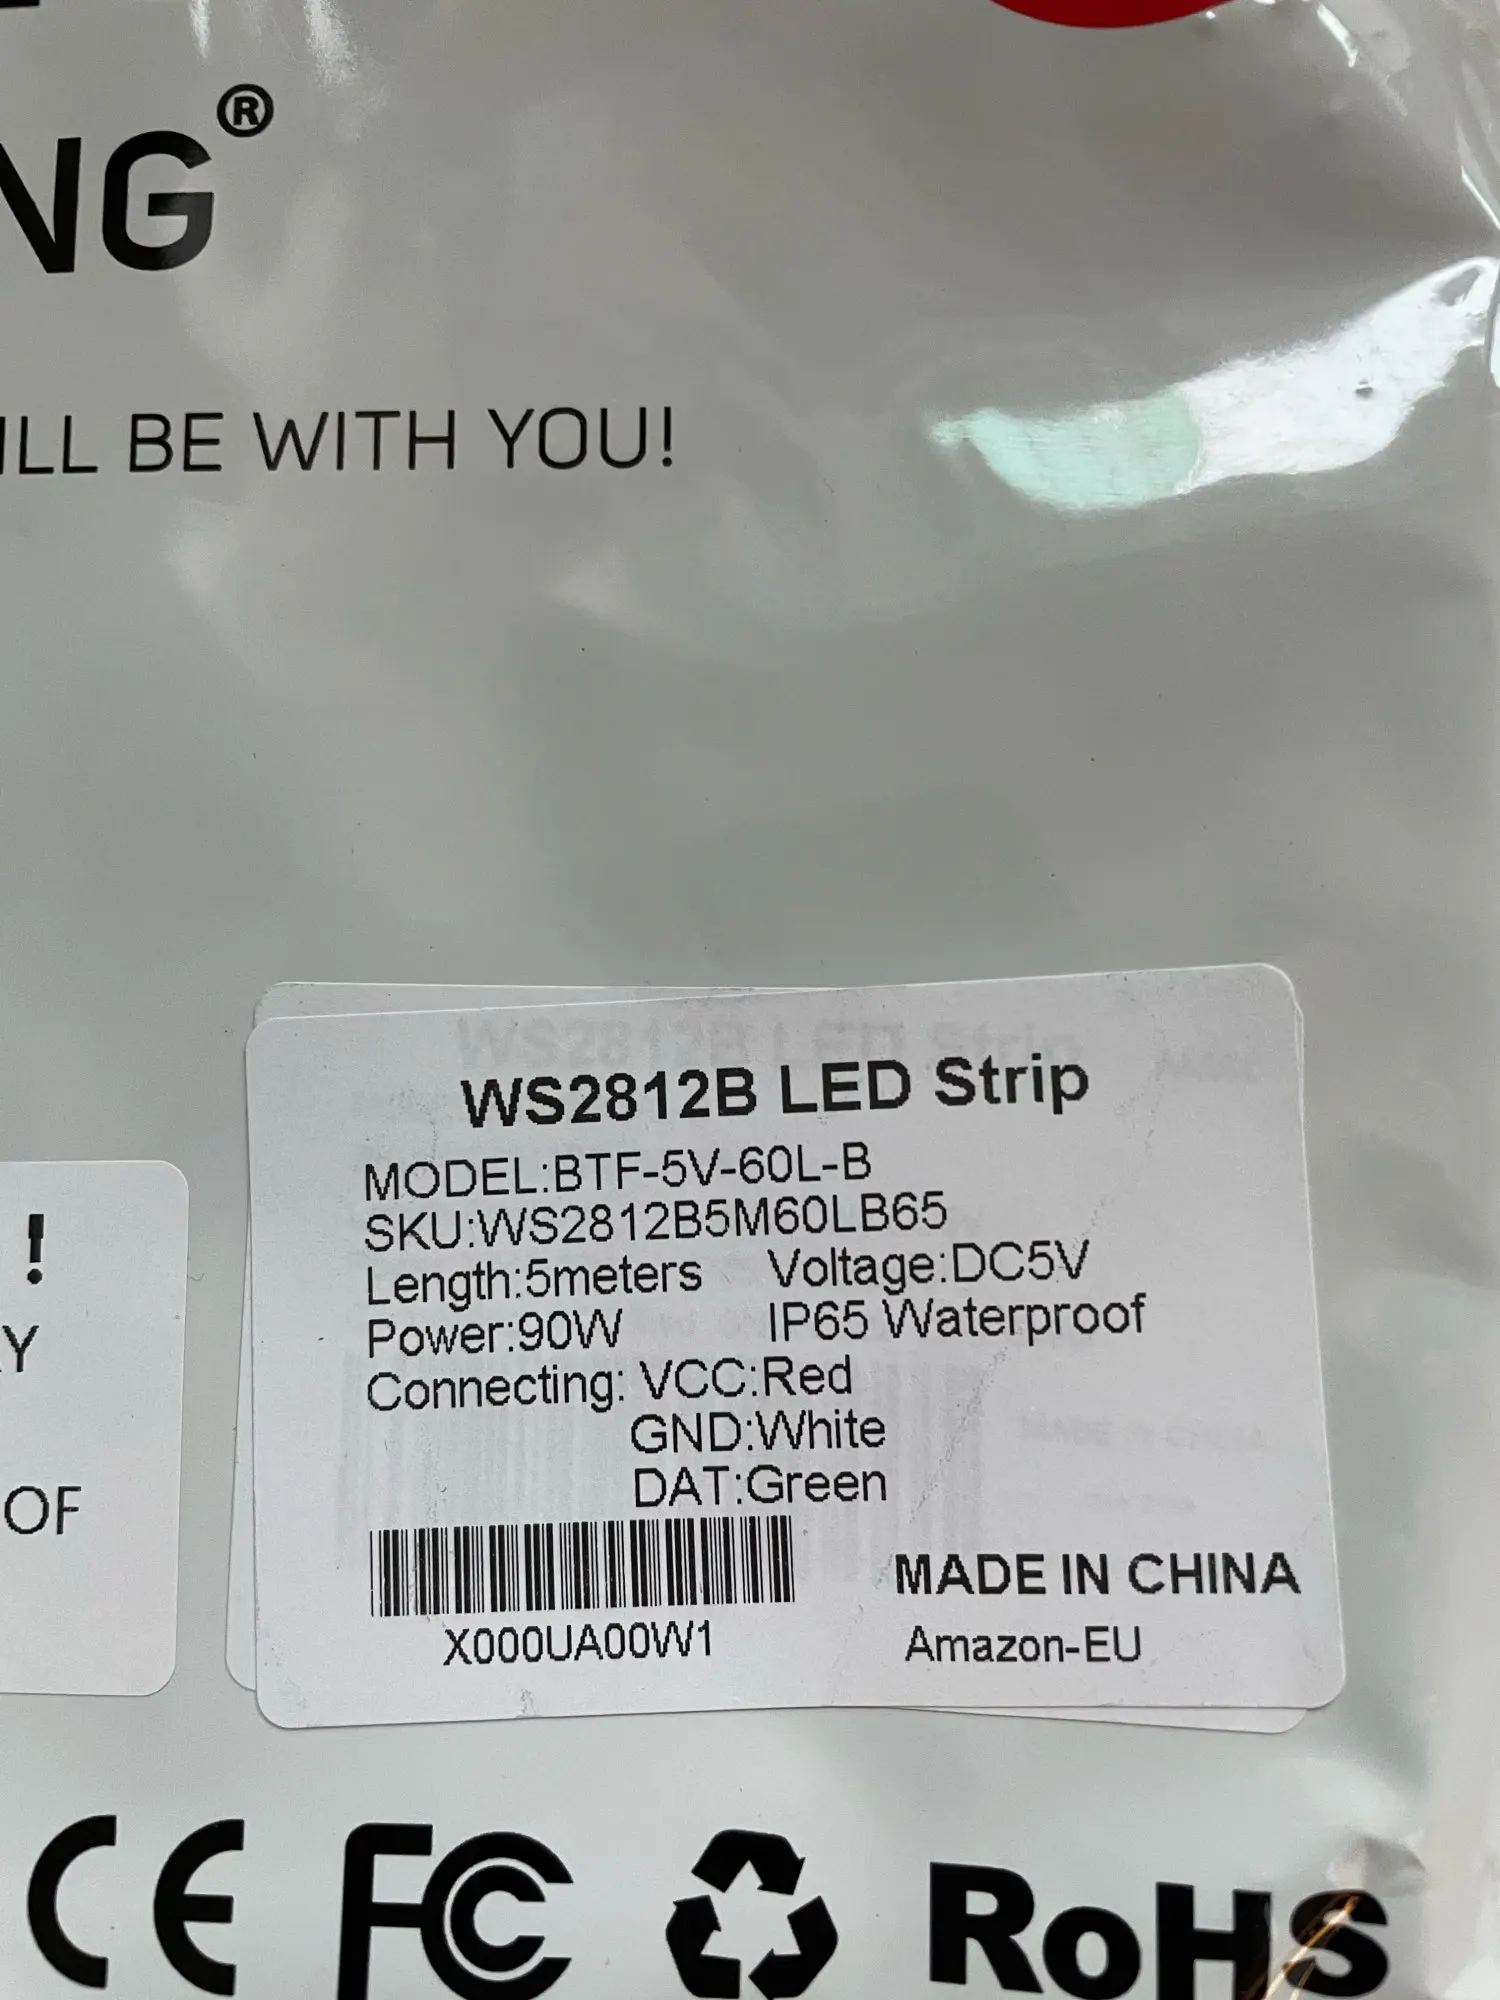 NG®
ILL BE WITH YOU!
WS2812B LED Strip
MODEL:BTF-5V-60L-B
SKU:WS2812B5M60LB65
Length:5meters Voltage:DC5V
Power:90W IP65 Waterproof
Connecting: VCC:Red
GND:White
DAT:Green
X000UA00W1
MADE IN CHINA
Amazon-EU
!
Y
OF
CE FC RoHS